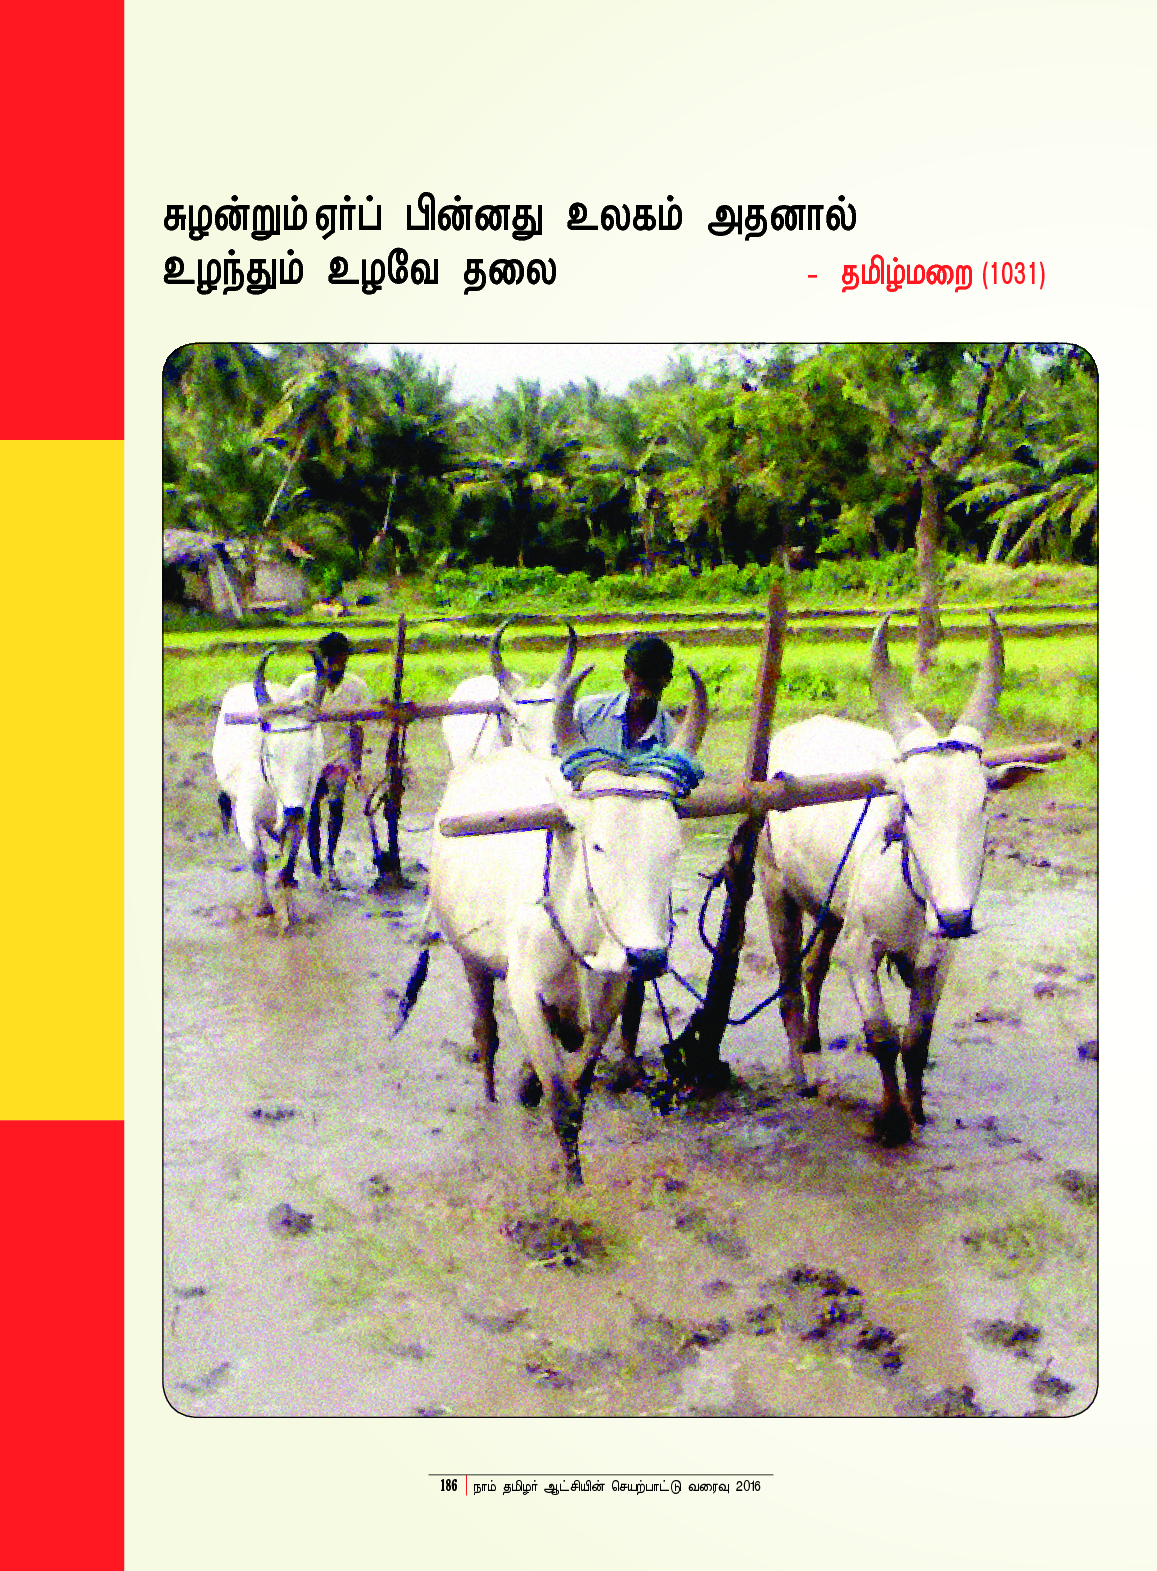 சுழன்றும்ஏர்ப் பின்னது உலகம் அதனால்
உழந்தும் உழவே தலை - தமிழ்மறை (1031)
186 நாம் தமிழர் ஆட்சியின் செயற்பாட்டு வரைவு 2016